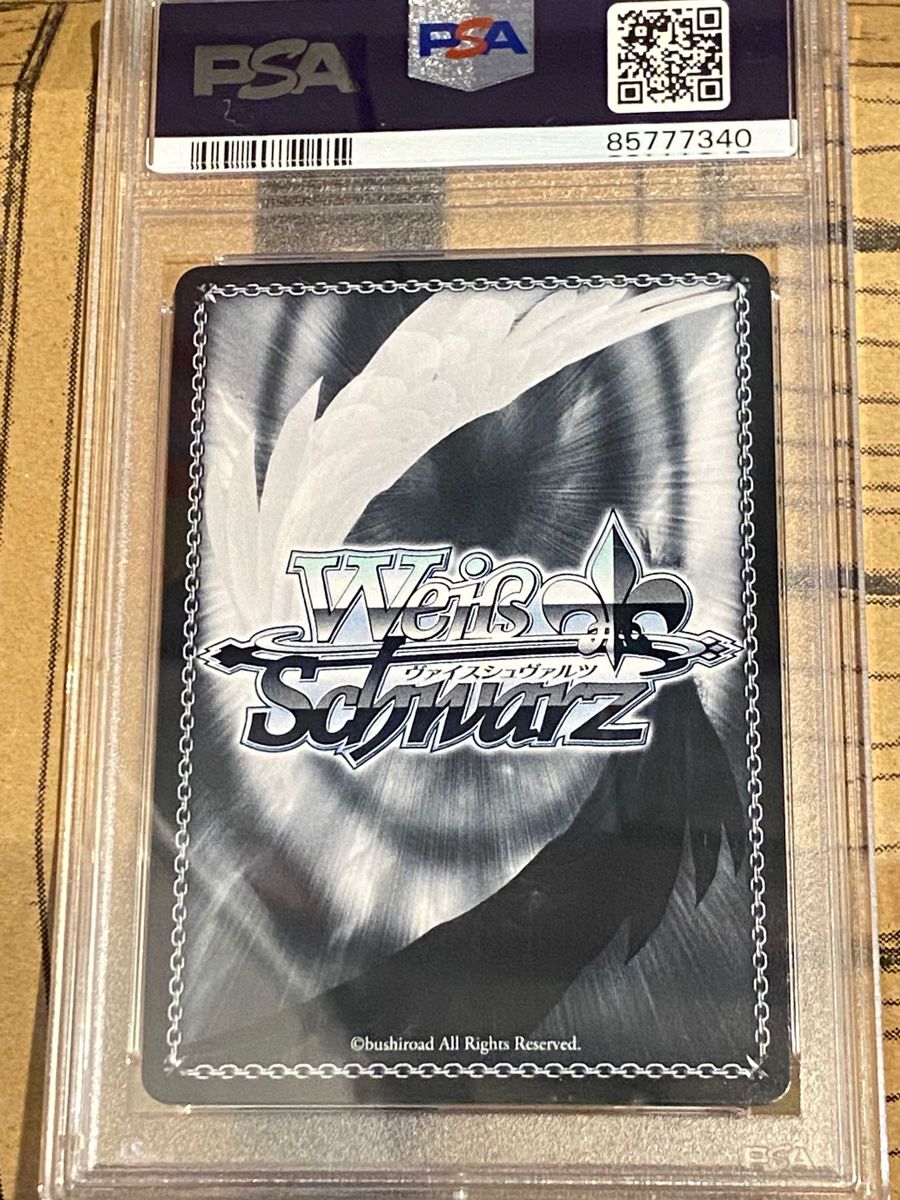 PSA
PSA
85777340
Weiß
ヴァイスシュヴァルツ
Schwarz
©bushiroad All Rights Reserved.
PSA